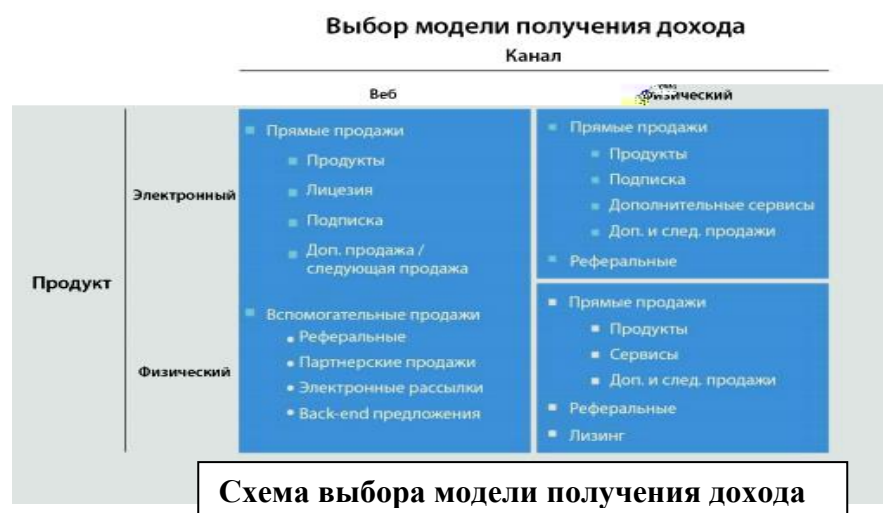 Выбор модели получения дохода
Канал
Веб
Физический
Продукт
Электронный
Прямые продажи
Продукты
Лицезия
Подписка
Доп. продажа /
следующая продажа
Прямые продажи
Продукты
Подписка
Дополнительные сервисы
Доп. и след. продажи
Реферальные
Физический
Вспомогательные продажи
Реферальные
Партнерские продажи
Электронные рассылки
Back-end предложения
Прямые продажи
Продукты
Сервисы
Доп. и след. продажи
Реферальные
Лизинг
Схема выбора модели получения дохода